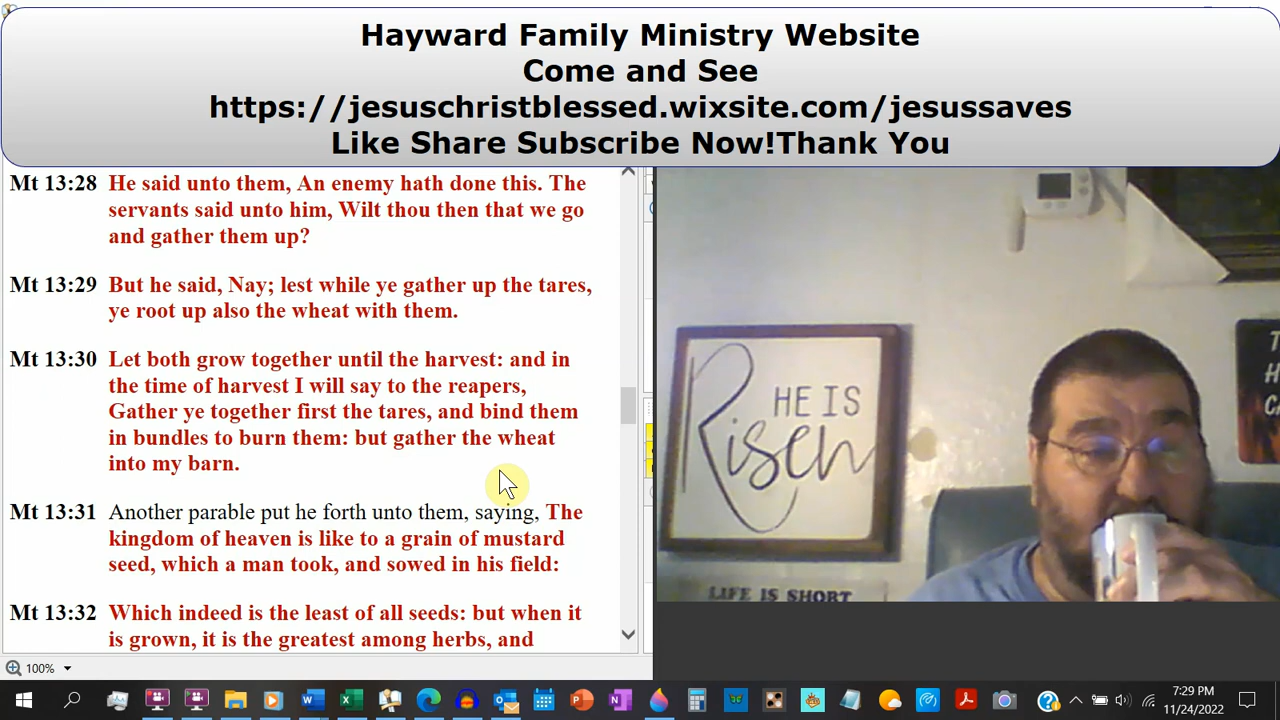 Hayward Family Ministry Website
Come and See
https://jesuschristblessed.wixsite.com/jesussaves
Like Share Subscribe Now!Thank You
Mt 13:28 He said unto them, An enemy hath done this. The
servants said unto him, Wilt thou then that we go
and gather them up?
Mt 13:29 But he said, Nay; lest while ye gather up the tares,
ye root up also the wheat with them.
Mt 13:30 Let both grow together until the harvest: and in
the time of harvest I will say to the reapers,
Gather ye together first the tares, and bind them
in bundles to burn them: but gather the wheat
into my barn.
Mt 13:31 Another parable put he forth unto them, saying, The
kingdom of heaven is like to a grain of mustard
seed, which a man took, and sowed in his field:
Mt 13:32 Which indeed is the least of all seeds: but when it
is grown, it is the greatest among herbs, and
HE IS
Risen
LIFE IS SHORT
100%
7:29 PM
11/24/2022